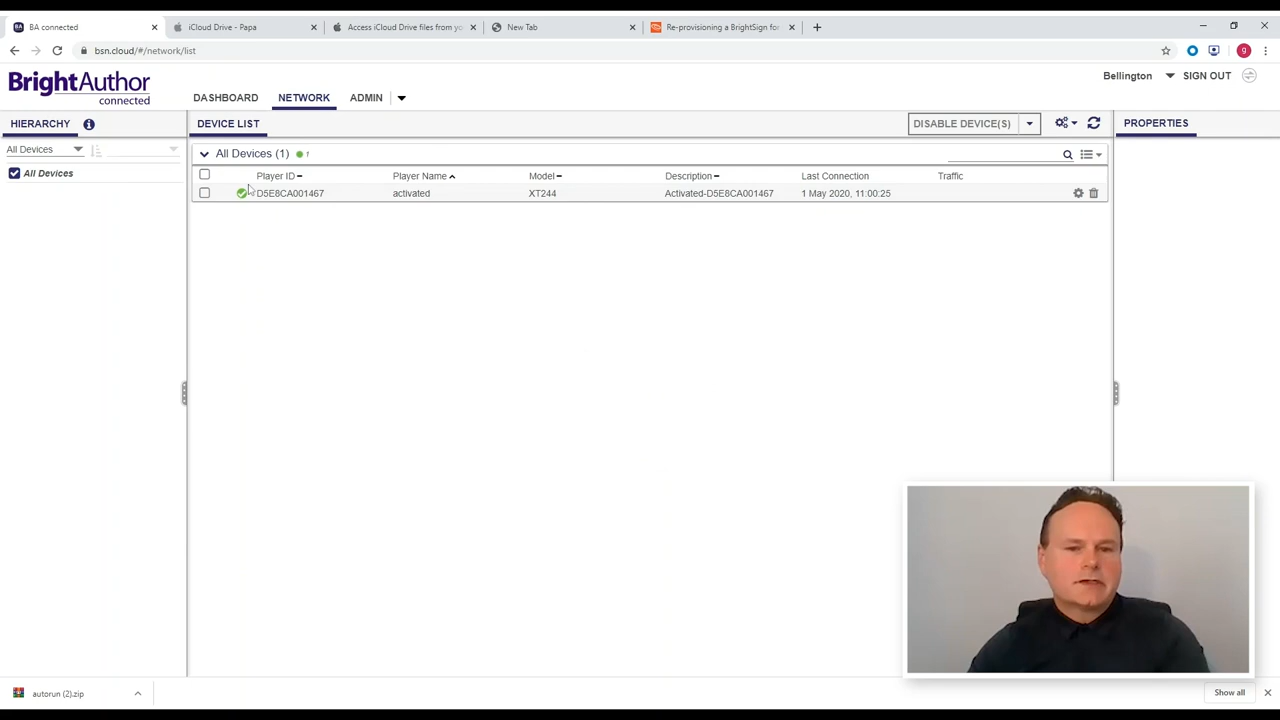 BA connected
iCloud Drive - Papa
Access iCloud Drive files from yo
New Tab
Re-provisioning a BrightSign for
bsn.cloud/#/network/list
g
BrightAuthor
connected
DASHBOARD
NETWORK
ADMIN
Bellington
SIGN OUT
HIERARCHY
DEVICE LIST
DISABLE DEVICE(S)
PROPERTIES
All Devices
All Devices (1)
1
All Devices
Player ID
Player Name
Model
Description
Last Connection
Traffic
D5E8CA001467
activated
XT244
Activated-D5E8CA001467
1 May 2020, 11:00:25
autorun (2).zip
Show all